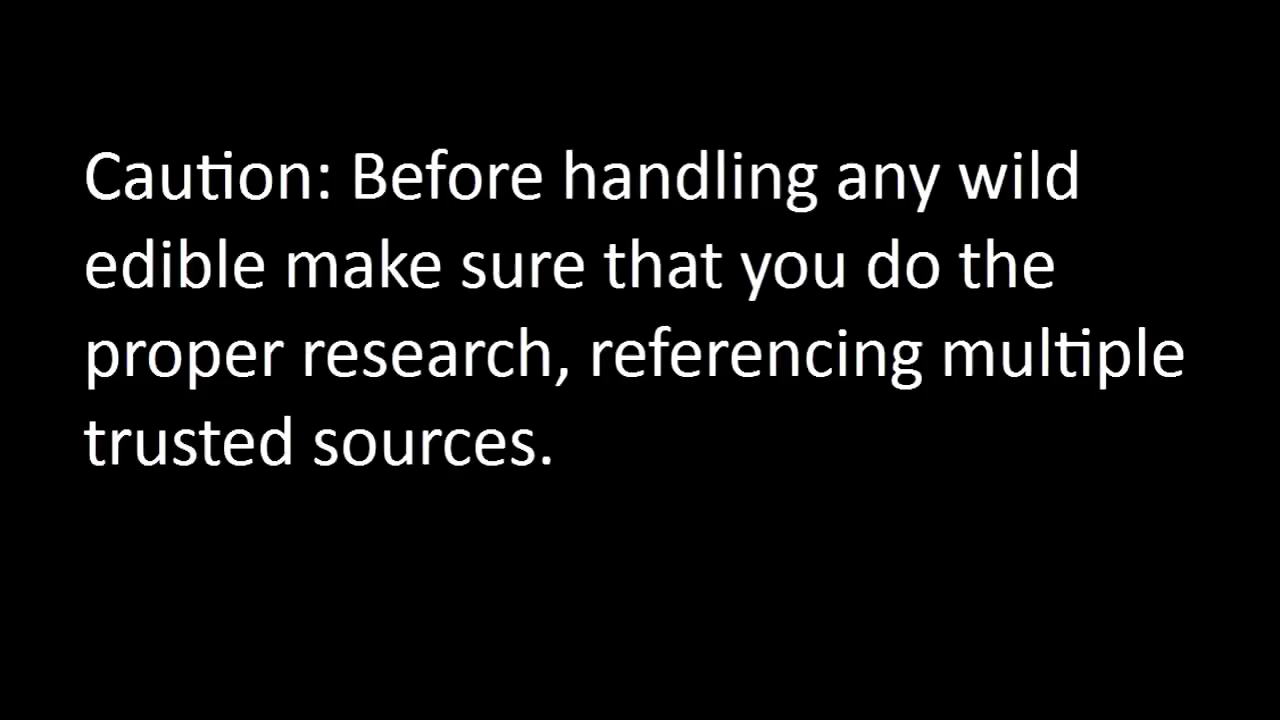 Caution: Before handling any wild
edible make sure that you do the
proper research, referencing multiple
trusted sources.